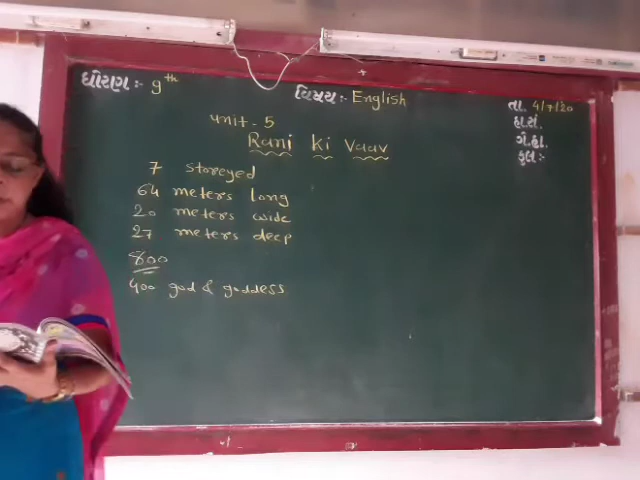 ધોરણ :- 9th
વિષય :- English
તા. 4/7/20
હા.સં.
ગે.હા.
કુલ :-
unit - 5
Rani ki Vaav
7 storeyed
64 meters long
20 meters wide
27 meters deep
800
400 god & goddess